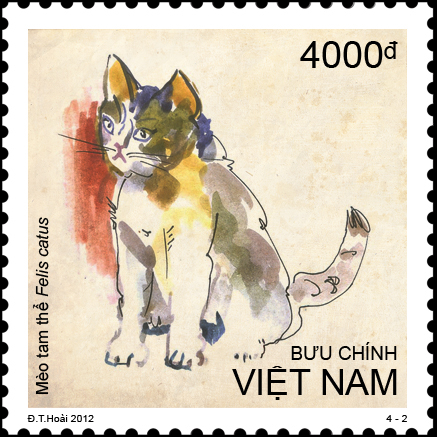 4000đ
Mèo tam thể Felis catus
BƯU CHÍNH
VIỆT NAM
Đ.T.Hoài 2012
4 - 2